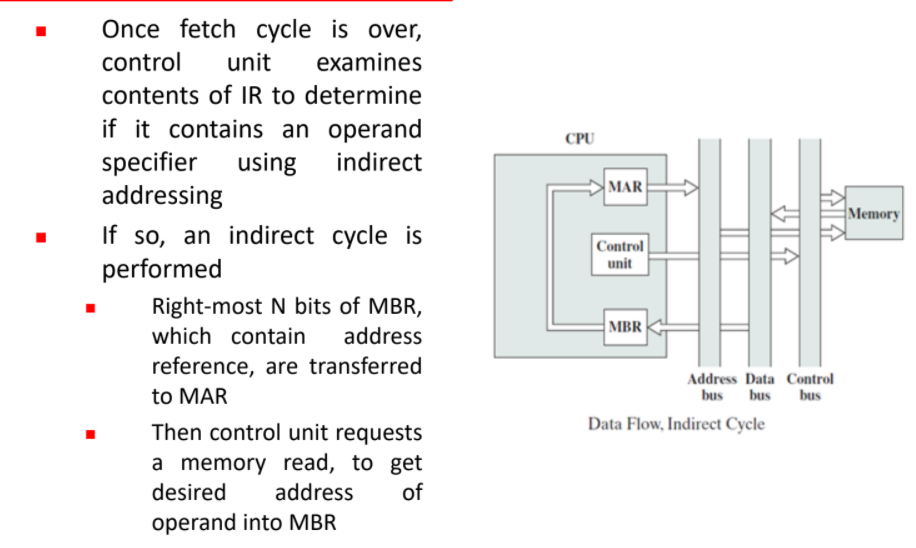 Once fetch cycle is over,
control unit examines
contents of IR to determine
if it contains an operand
specifier using indirect
addressing
If so, an indirect cycle is
performed
Right-most N bits of MBR,
which contain address
reference, are transferred
to MAR
Then control unit requests
a memory read, to get
desired address of
operand into MBR
CPU
MAR
Memory
Control
unit
MBR
Address Data Control
bus bus bus
Data Flow, Indirect Cycle